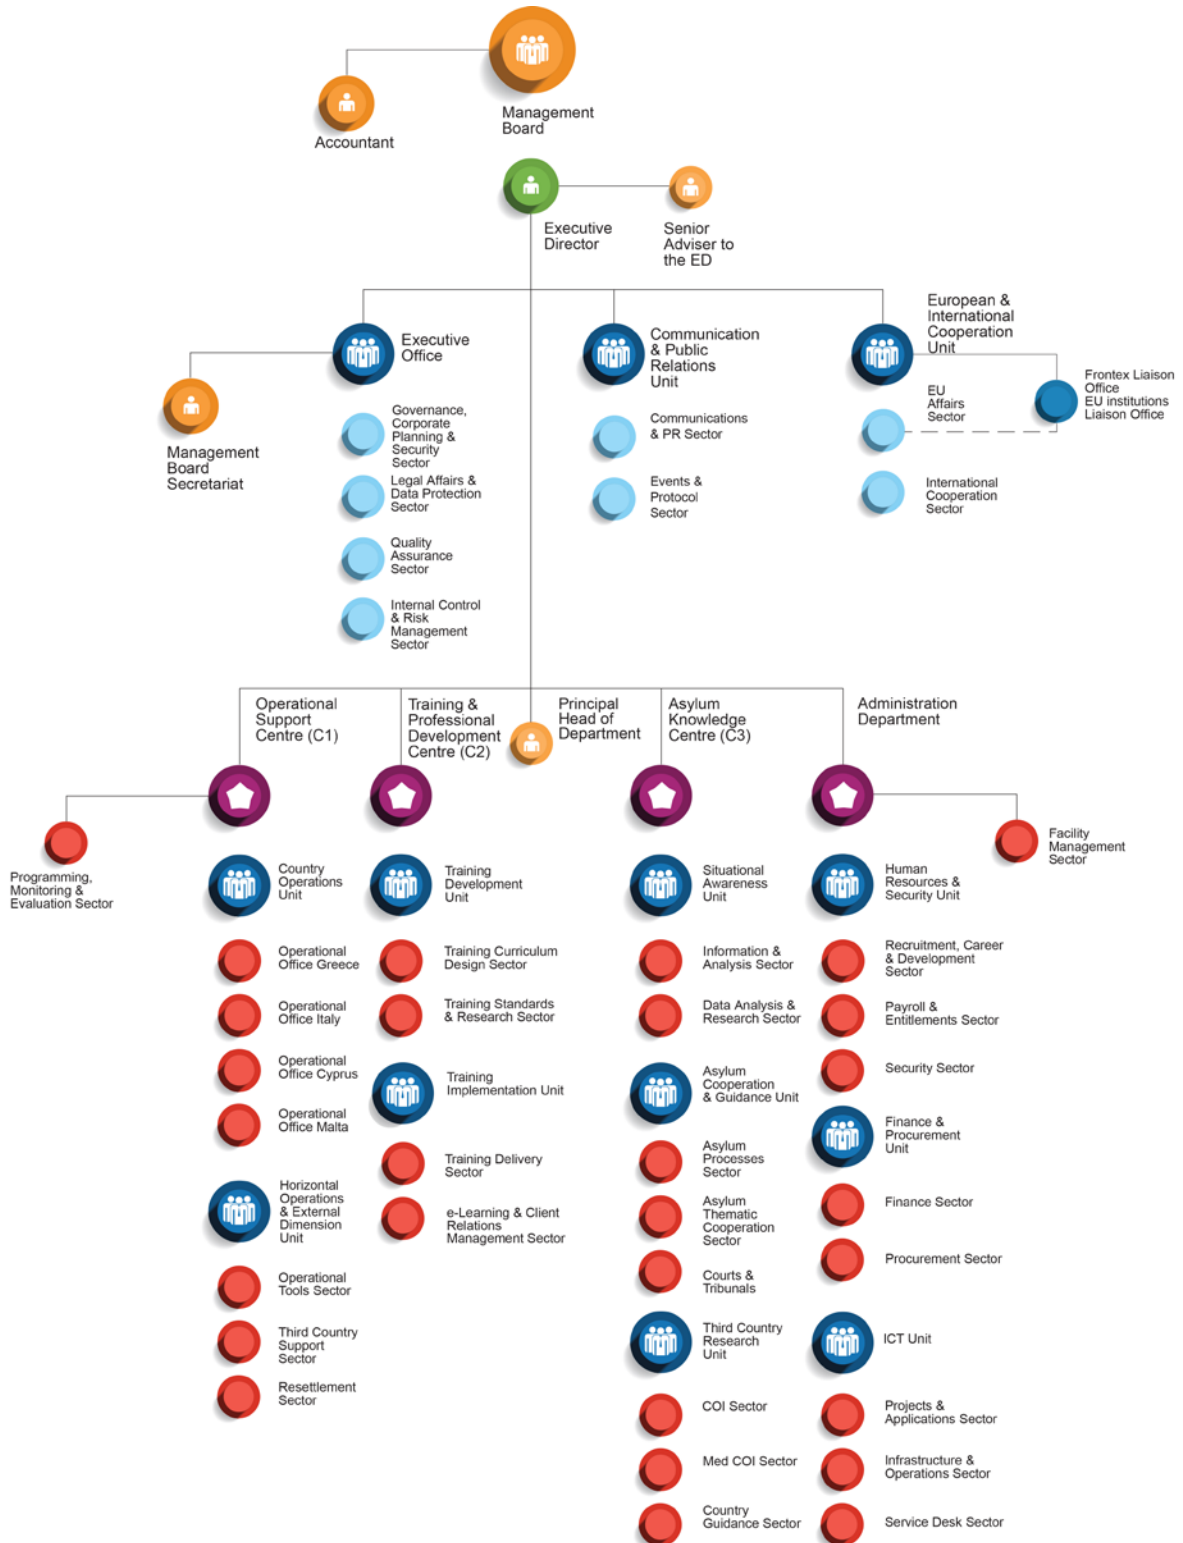 Management
Board
Accountant
Executive
Director
Senior
Adviser to
the ED
Executive
Office
Communication
& Public
Relations
Unit
European &
International
Cooperation
Unit
Management
Board
Secretariat
Governance,
Corporate
Planning &
Security
Sector
Legal Affairs &
Data Protection
Sector
Quality
Assurance
Sector
Internal Control
& Risk
Management
Sector
Communications
& PR Sector
Events &
Protocol
Sector
EU
Affairs
Sector
Frontex Liaison
Office
EU institutions
Liaison Office
International
Cooperation
Sector
Operational
Support
Centre (C1)
Training &
Professional
Development
Centre (C2)
Principal
Head of
Department
Asylum
Knowledge
Centre (C3)
Administration
Department
Programming,
Monitoring &
Evaluation Sector
Country
Operations
Unit
Operational
Office Greece
Operational
Office Italy
Operational
Office Cyprus
Operational
Office Malta
Horizontal
Operations
& External
Dimension
Unit
Operational
Tools Sector
Third Country
Support
Sector
Resettlement
Sector
Training
Development
Unit
Training Curriculum
Design Sector
Training Standards
& Research Sector
Training
Implementation Unit
Training Delivery
Sector
e-Learning & Client
Relations
Management Sector
Situational
Awareness
Unit
Information &
Analysis Sector
Data Analysis &
Research Sector
Asylum
Cooperation
& Guidance Unit
Asylum
Processes
Sector
Asylum
Thematic
Cooperation
Sector
Courts &
Tribunals
Third Country
Research
Unit
COI Sector
Med COI Sector
Country
Guidance Sector
Facility
Management
Sector
Human
Resources &
Security Unit
Recruitment, Career
& Development
Sector
Payroll &
Entitlements Sector
Security Sector
Finance &
Procurement
Unit
Finance Sector
Procurement Sector
ICT Unit
Projects &
Applications Sector
Infrastructure &
Operations Sector
Service Desk Sector